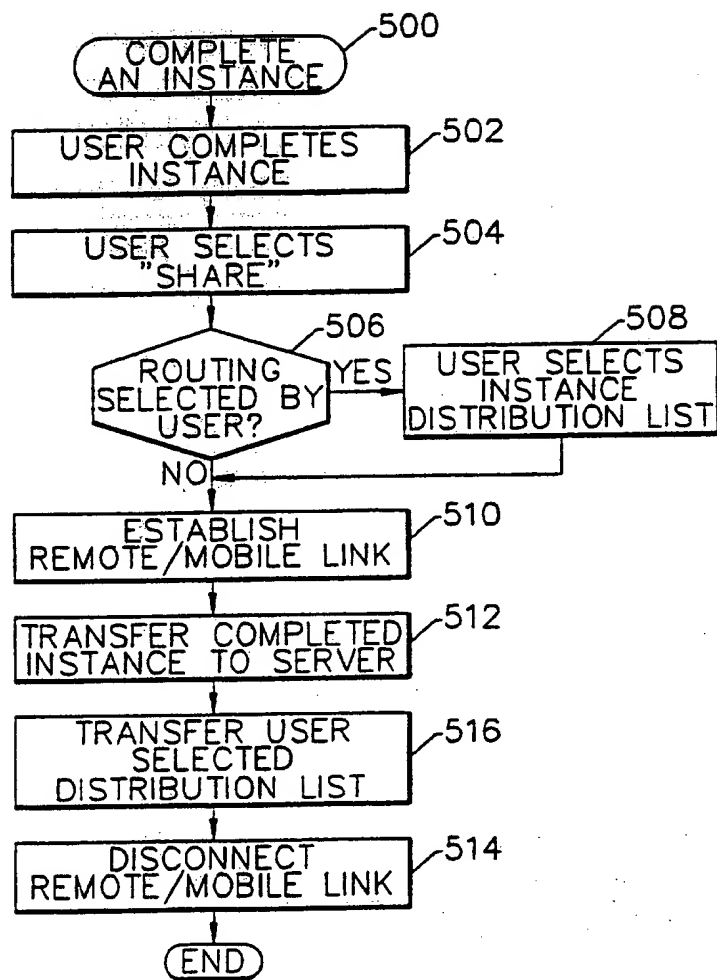 500
COMPLETE
AN INSTANCE
502
USER COMPLETES
INSTANCE
504
USER SELECTS
"SHARE"
506
ROUTING
SELECTED BY
USER?
YES
508
USER SELECTS
INSTANCE
DISTRIBUTION LIST
NO
510
ESTABLISH
REMOTE/MOBILE LINK
512
TRANSFER COMPLETED
INSTANCE TO SERVER
516
TRANSFER USER
SELECTED
DISTRIBUTION LIST
514
DISCONNECT
REMOTE/MOBILE LINK
END